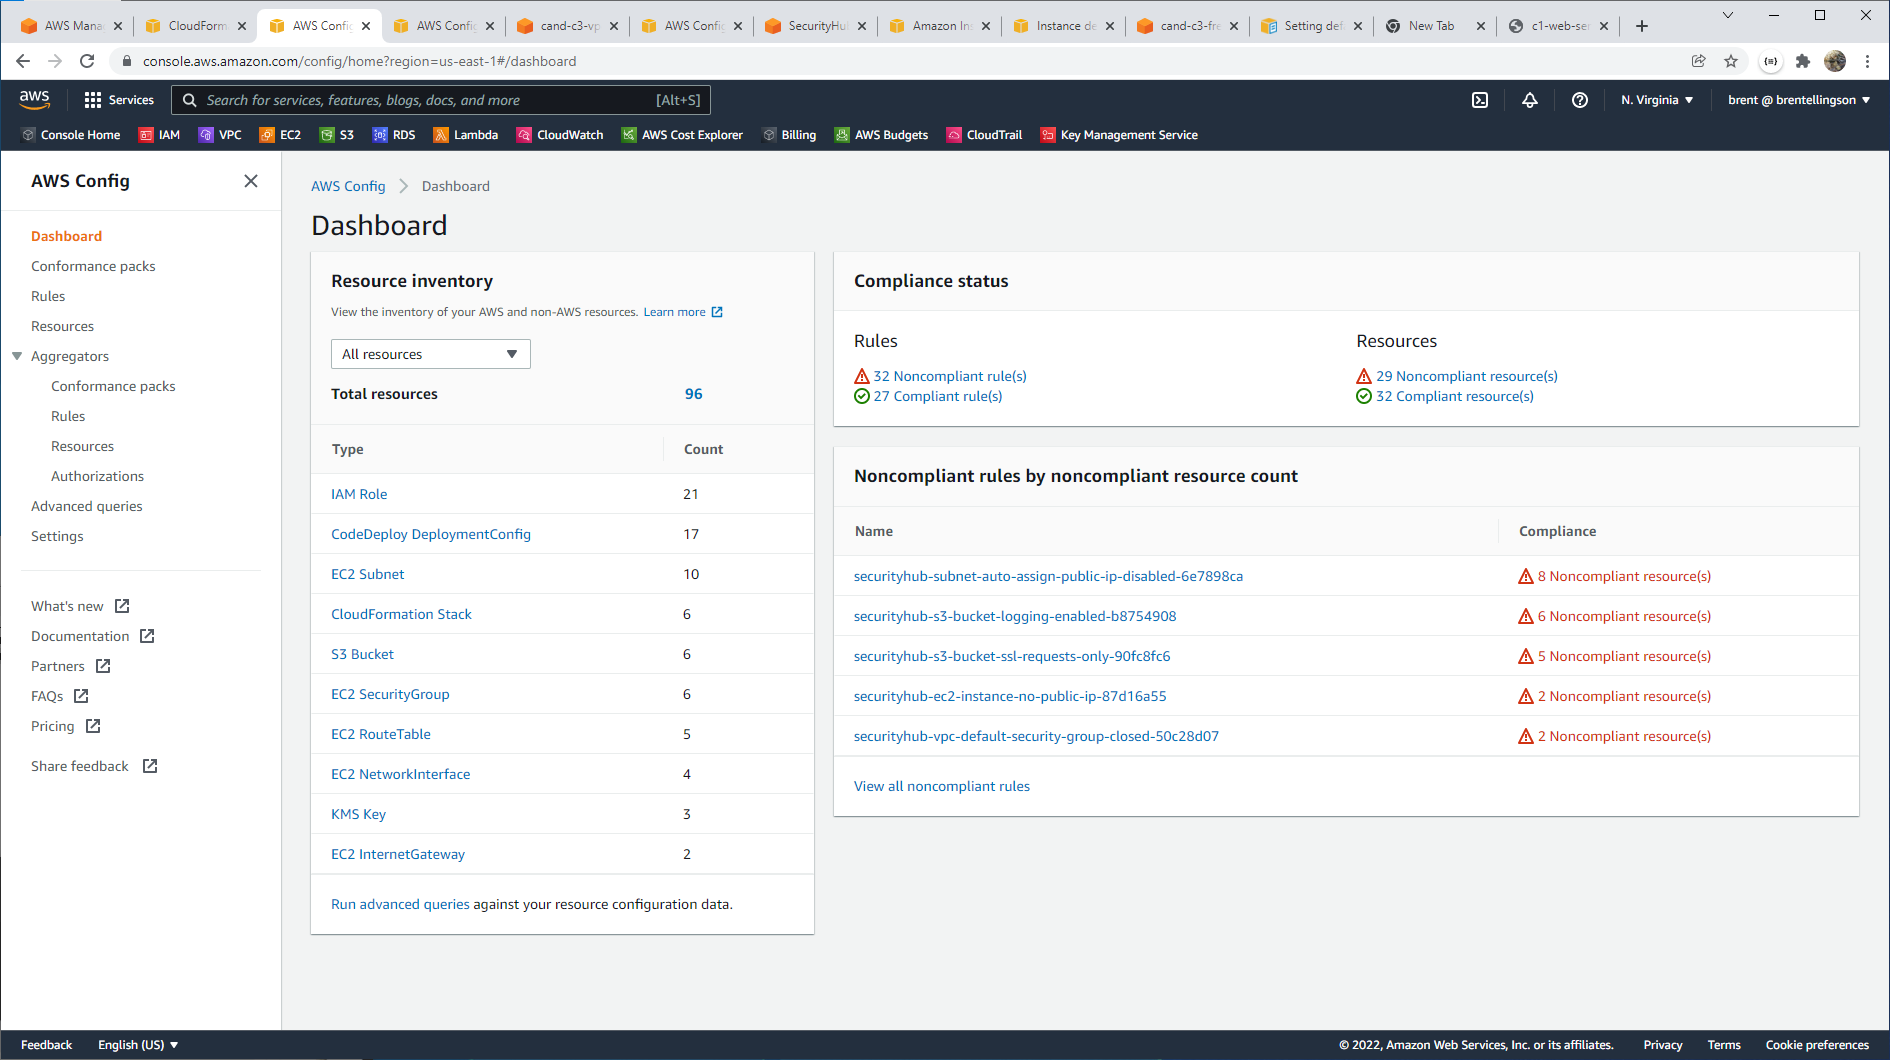 AWS Mana
CloudForm
AWS Config
AWS Config
cand-c3-vp
AWS Config
SecurityHu
Amazon Ins
Instance de
cand-c3-fre
Setting def
New Tab
c1-web-ser
console.aws.amazon.com/config/home?region=us-east-1#/dashboard
aws
Services
Search for services, features, blogs, docs, and more
[Alt+S]
N. Virginia
brent @ brentellingson
Console Home
IAM
VPC
EC2
S3
RDS
Lambda
CloudWatch
AWS Cost Explorer
Billing
AWS Budgets
CloudTrail
Key Management Service
AWS Config
Dashboard
Conformance packs
Rules
Resources
Aggregators
Conformance packs
Rules
Resources
Authorizations
Advanced queries
Settings
What's new
Documentation
Partners
FAQs
Pricing
Share feedback
AWS Config
Dashboard
Dashboard
Resource inventory
View the inventory of your AWS and non-AWS resources. Learn more
All resources
Total resources 96
Type Count
IAM Role 21
CodeDeploy DeploymentConfig 17
EC2 Subnet 10
CloudFormation Stack 6
S3 Bucket 6
EC2 SecurityGroup 6
EC2 RouteTable 5
EC2 NetworkInterface 4
KMS Key 3
EC2 InternetGateway 2
Run advanced queries against your resource configuration data.
Compliance status
Rules
32 Noncompliant rule(s)
27 Compliant rule(s)
Resources
29 Noncompliant resource(s)
32 Compliant resource(s)
Noncompliant rules by noncompliant resource count
Name Compliance
securityhub-subnet-auto-assign-public-ip-disabled-6e7898ca 8 Noncompliant resource(s)
securityhub-s3-bucket-logging-enabled-b8754908 6 Noncompliant resource(s)
securityhub-s3-bucket-ssl-requests-only-90fc8fc6 5 Noncompliant resource(s)
securityhub-ec2-instance-no-public-ip-87d16a55 2 Noncompliant resource(s)
securityhub-vpc-default-security-group-closed-50c28d07 2 Noncompliant resource(s)
View all noncompliant rules
Feedback
English (US)
© 2022, Amazon Web Services, Inc. or its affiliates.
Privacy
Terms
Cookie preferences